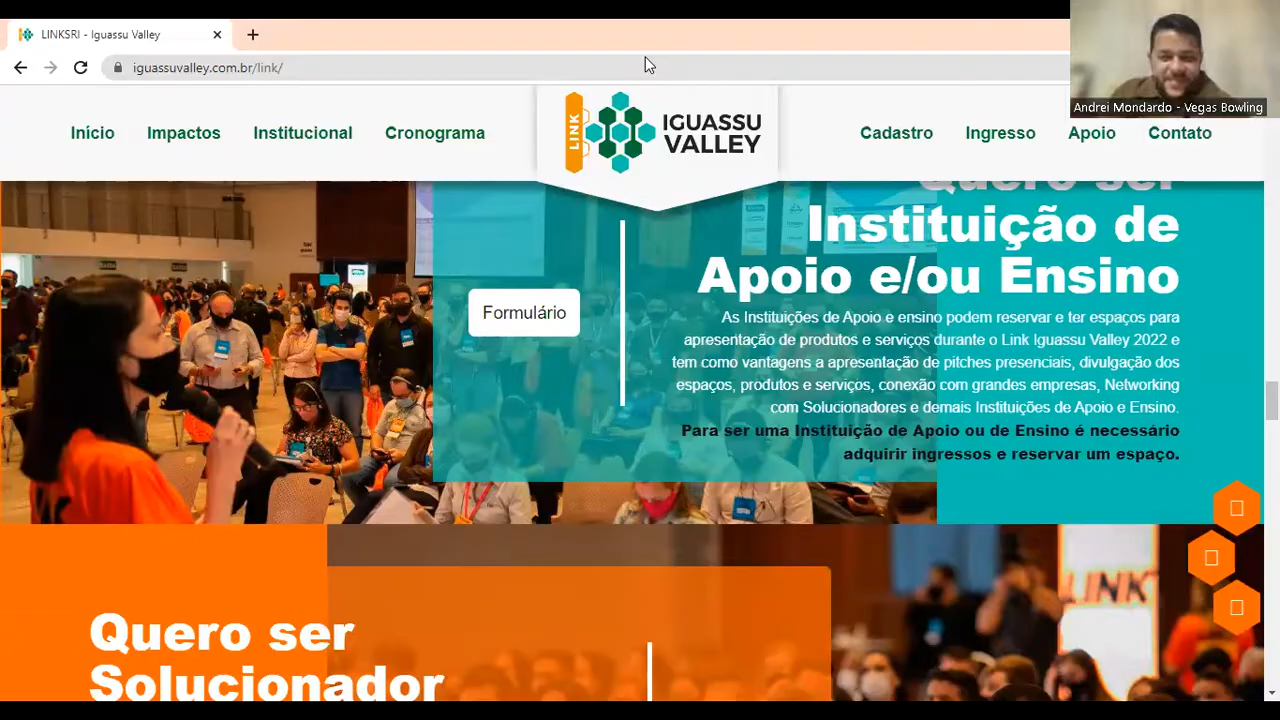 LINKSRI - Iguassu Valley
iguassuvalley.com.br/link/
Andrei Mondardo - Vegas Bowling
Início
Impactos
Institucional
Cronograma
LINK
IGUASSU
VALLEY
Cadastro
Ingresso
Apoio
Contato
Quero ser
Instituição de
Apoio e/ou Ensino
Formulário
As Instituições de Apoio e ensino podem reservar e ter espaços para
apresentação de produtos e serviços durante o Link Iguassu Valley 2022 e
tem como vantagens a apresentação de pitches presenciais, divulgação dos
espaços, produtos e serviços, conexão com grandes empresas, Networking
com Solucionadores e demais Instituições de Apoio e Ensino.
Para ser uma Instituição de Apoio ou de Ensino é necessário
adquirir ingressos e reservar um espaço.
LINK
Quero ser
Solucionador